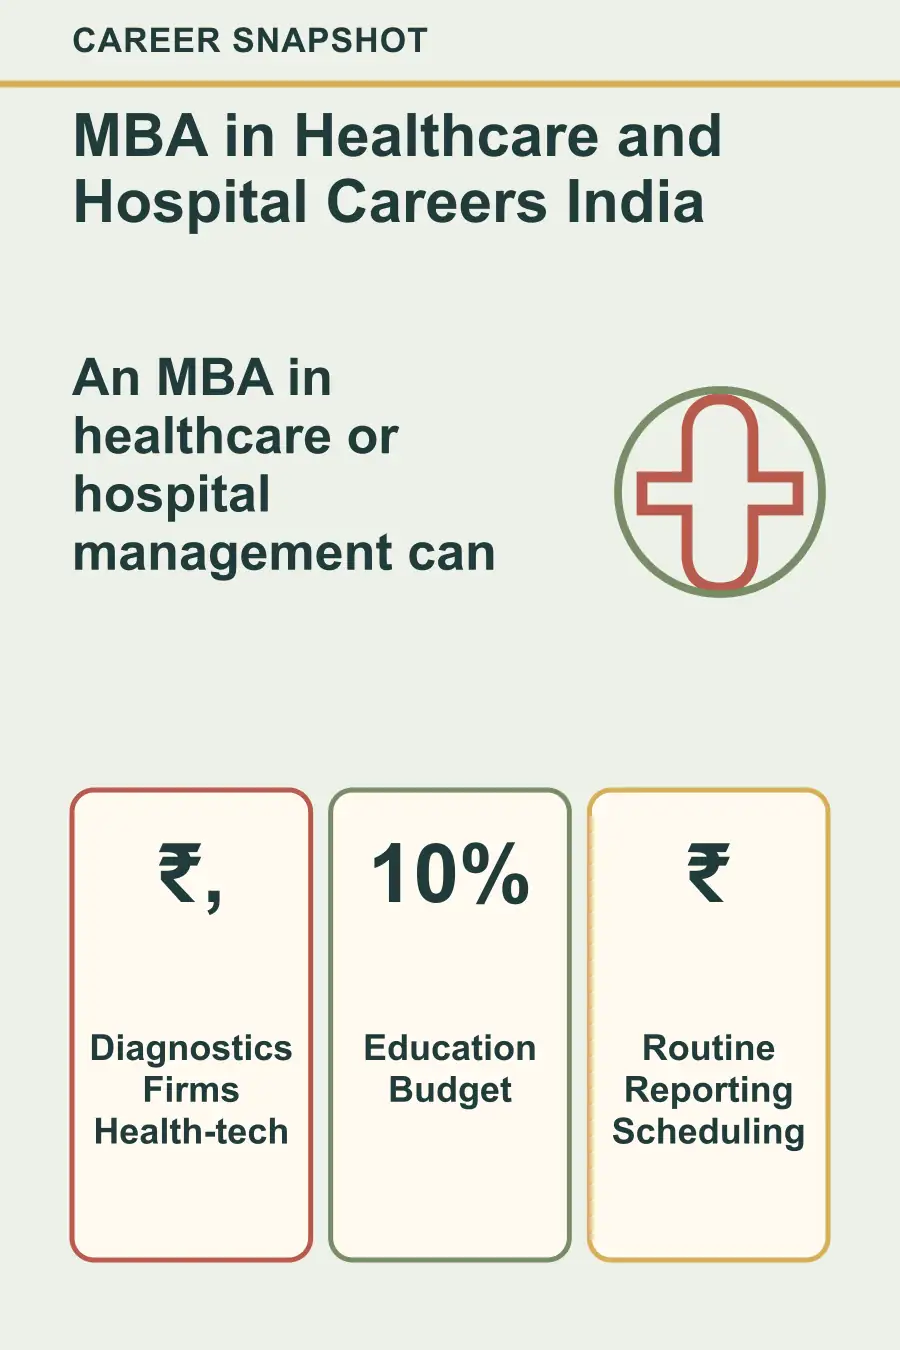 CAREER SNAPSHOT
MBA in Healthcare and
Hospital Careers India
An MBA in
healthcare or
hospital
management can
₹,
Diagnostics
Firms
Health-tech
10%
Education
Budget
₹
Routine
Reporting
Scheduling